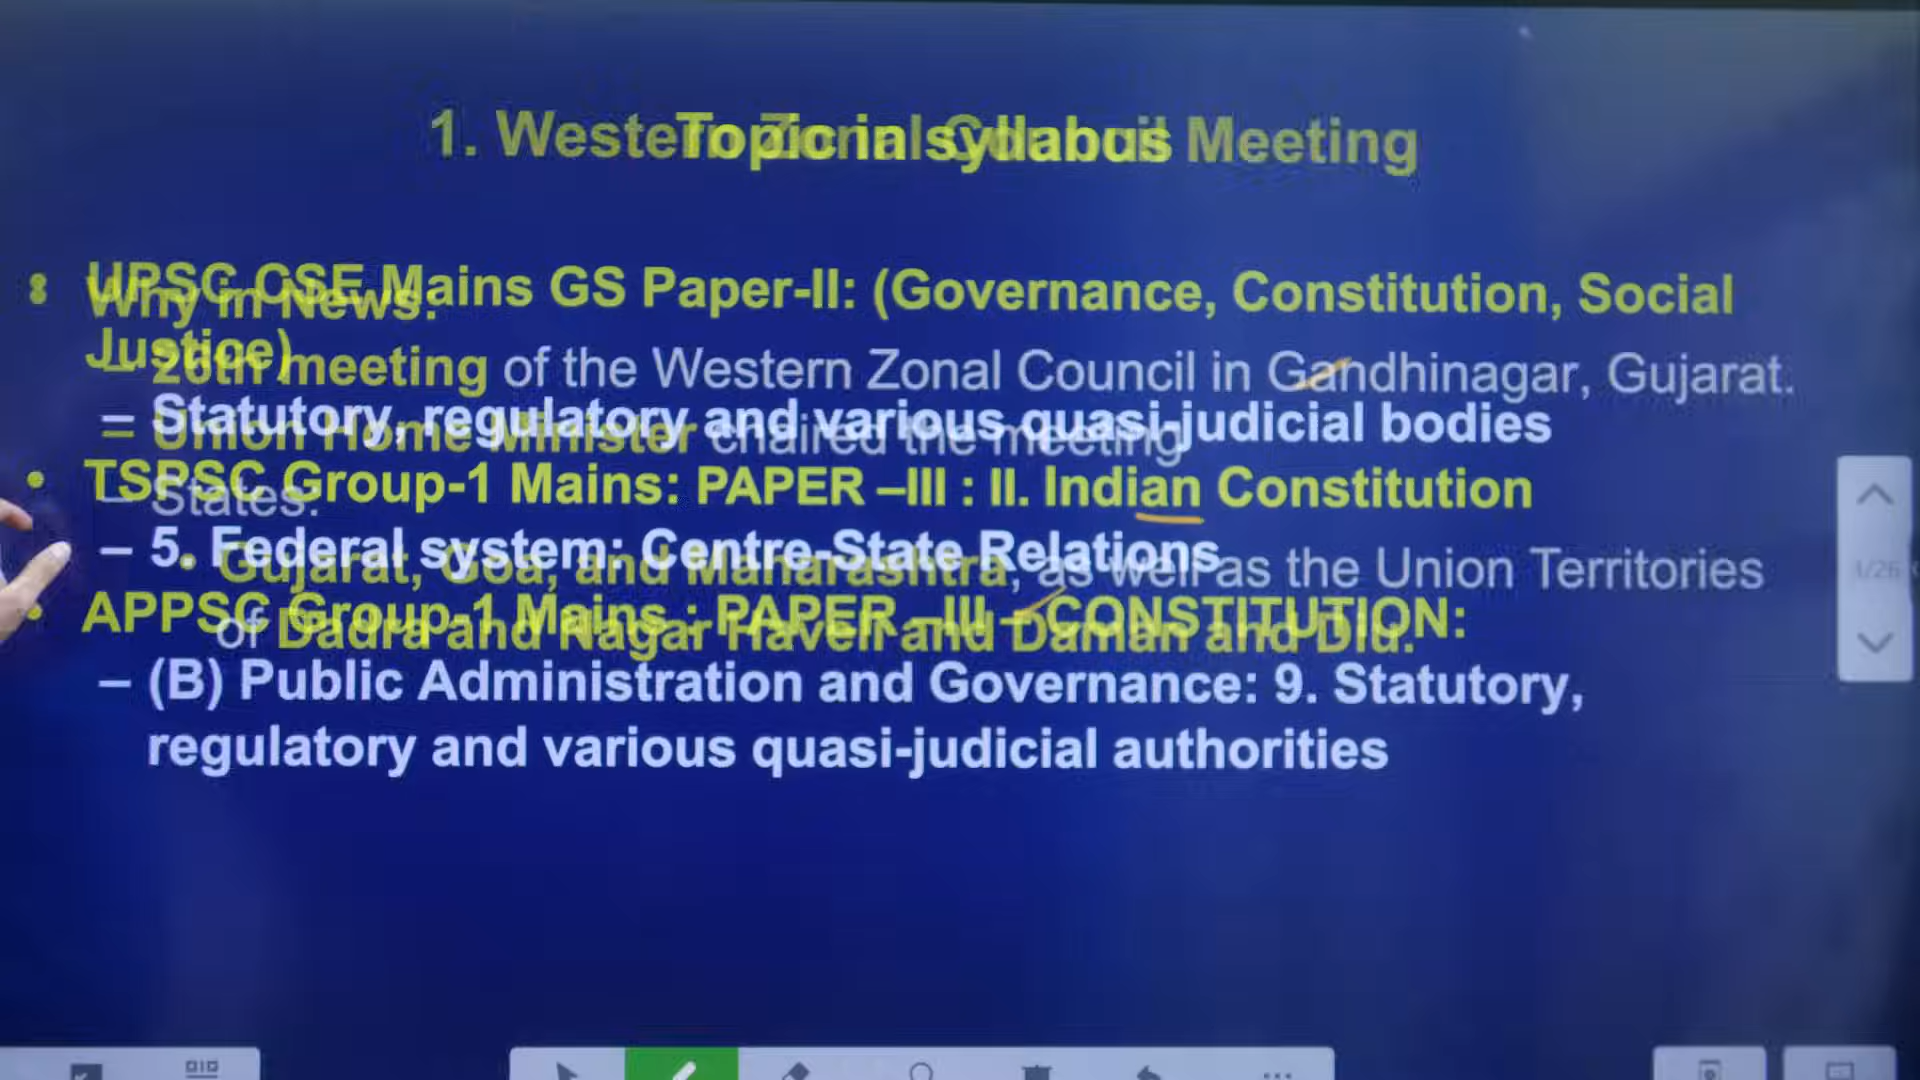 1. Western Zonal Council Meeting
Why in News:
– 26th meeting of the Western Zonal Council in Gandhinagar, Gujarat.
– Union Home Minister chaired the meeting
– States:
Gujarat, Goa, and Maharashtra, as well as the Union Territories
of Dadra and Nagar Haveli and Daman and Diu.
Topic in syllabus
• UPSC CSE Mains GS Paper-II: (Governance, Constitution, Social
Justice)
– Statutory, regulatory and various quasi-judicial bodies
• TSPSC Group-1 Mains: PAPER –III : II. Indian Constitution
– 5. Federal system: Centre-State Relations
• APPSC Group-1 Mains : PAPER –III – CONSTITUTION:
– (B) Public Administration and Governance: 9. Statutory,
regulatory and various quasi-judicial authorities